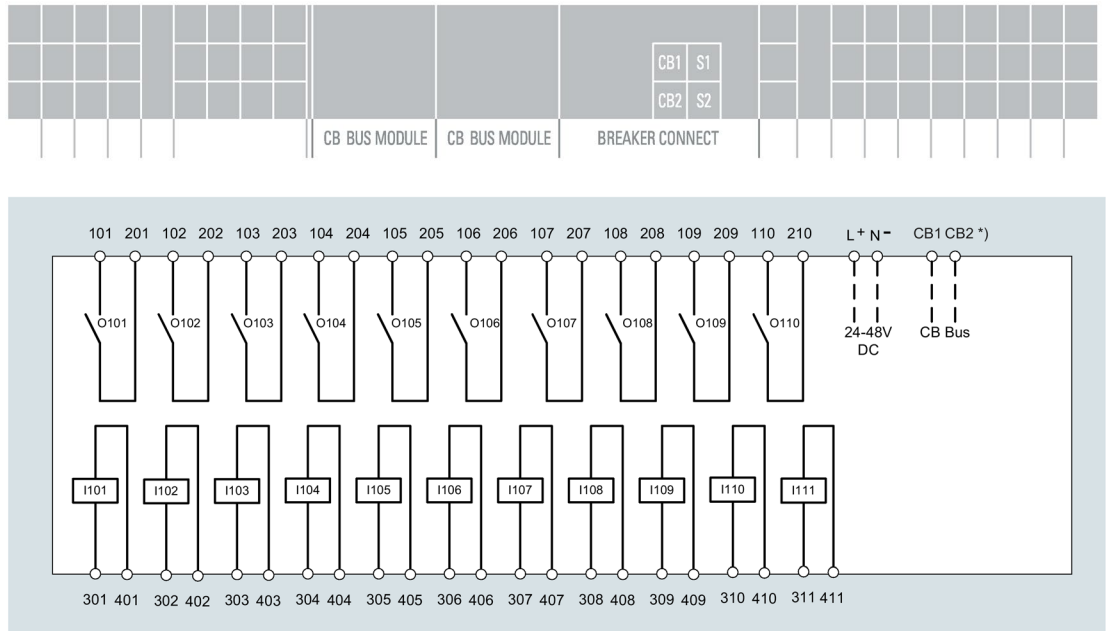 CB1 S1
CB2 S2
CB BUS MODULE CB BUS MODULE BREAKER CONNECT
101 201 102 202 103 203 104 204 105 205 106 206 107 207 108 208 109 209 110 210 L+ N- CB1 CB2 *)
O101 O102 O103 O104 O105 O106 O107 O108 O109 O110 24-48V CB Bus
DC
I101 I102 I103 I104 I105 I106 I107 I108 I109 I110 I111
301 401 302 402 303 403 304 404 305 405 306 406 307 407 308 408 309 409 310 410 311 411